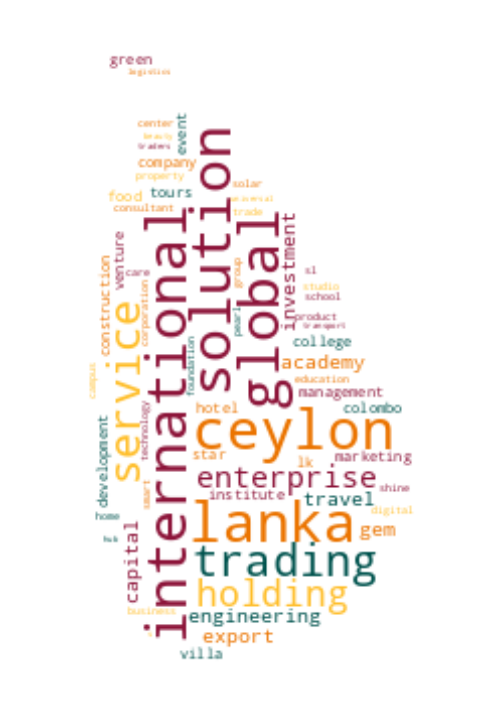 green
logistics
center
event
beauty
traders
company
property
solution
food
tours
solar
universal
consultant
trade
international
global
investment
venture
care
construction
corporation
group
sl
studio
school
pearl
product
transport
service
foundation
college
academy
campus
education
management
technology
hotel
colombo
ceylon
star
lk
marketing
development
enterprise
smart
institute
travel
shine
home
lanka
digital
gem
hub
capital
trading
holding
business
engineering
export
villa